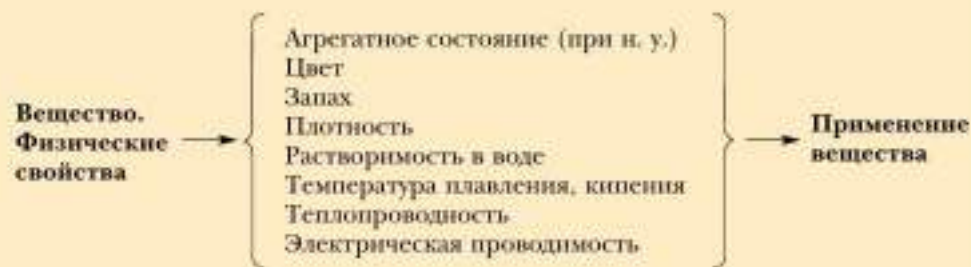 Вещество.
Физические
свойства
Агрегатное состояние (при н. у.)
Цвет
Запах
Плотность
Растворимость в воде
Температура плавления, кипения
Теплопроводность
Электрическая проводимость
Применение
вещества